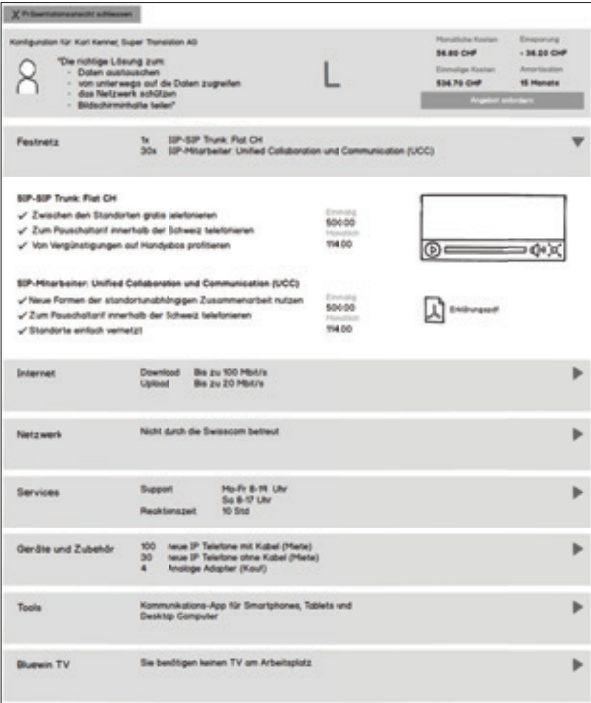 X Präsentationsansicht schliessen
Konfiguration für: Karl Kenner, Super Transition AG
"Die richtige Lösung zum:
- Daten austauschen
- von unterwegs auf die Daten zugreifen
- das Netzwerk schützen
- Bildschirminhalte teilen"
L
Monatliche Kosten
56.80 CHF
Einsparung
- 36.20 CHF
Einmalige Kosten
536.70 CHF
Amortisation
15 Monate
Angebot anfordern
Festnetz
1x SIP-SIP Trunk: Flat CH
30x SIP-Mitarbeiter: Unified Collaboration und Communication (UCC)
SIP-SIP Trunk: Flat CH
✓ Zwischen den Standorten gratis telefonieren
✓ Zum Pauschaltarif innerhalb der Schweiz telefonieren
✓ Von Vergünstigungen auf Handyabos profitieren
Einmalig
500.00
Monatlich
114.00
SIP-Mitarbeiter: Unified Collaboration und Communication (UCC)
✓ Neue Formen der standortunabhängigen Zusammenarbeit nutzen
✓ Zum Pauschaltarif innerhalb der Schweiz telefonieren
✓ Standorte einfach vernetzt
Einmalig
500.00
Monatlich
114.00
Erklärungspdf
Internet
Download Bis zu 100 Mbit/s
Upload Bis zu 20 Mbit/s
Netzwerk
Nicht durch die Swisscom betreut
Services
Support Mo-Fr 8-19 Uhr
Sa 8-17 Uhr
Reaktionszeit 10 Std
Geräte und Zubehör
100 neue IP Telefone mit Kabel (Miete)
30 neue IP Telefone ohne Kabel (Miete)
4 Analoge Adapter (Kauf)
Tools
Kommunikations-App für Smartphones, Tablets und
Desktop Computer
Bluewin TV
Sie benötigen keinen TV am Arbeitsplatz